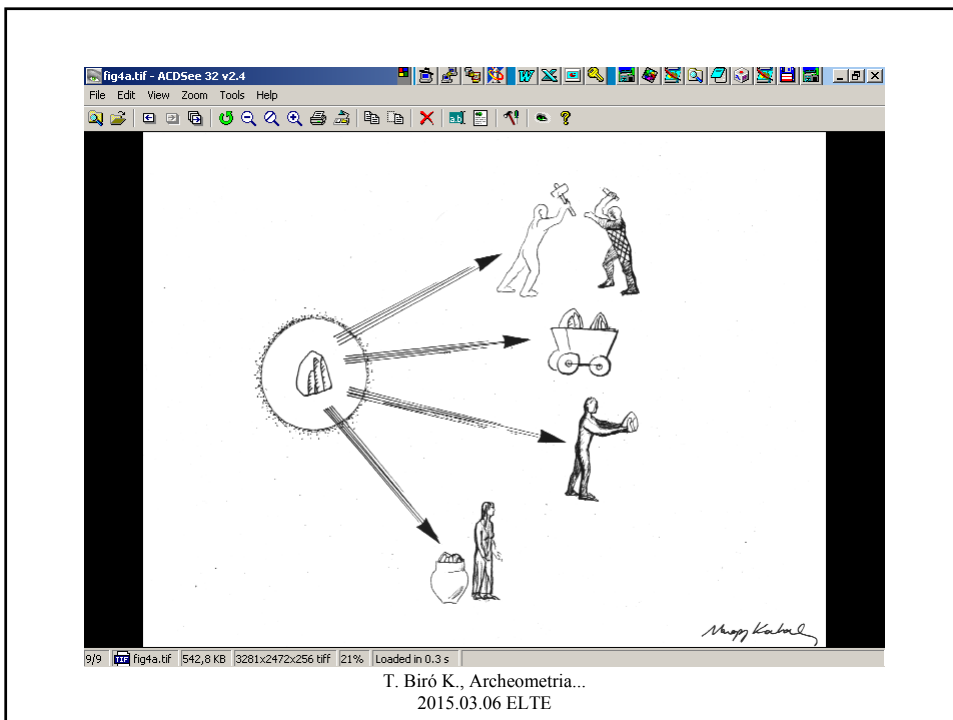 fig4a.tif - ACDSee 32 v2.4
File Edit View Zoom Tools Help
9/9 fig4a.tif 542,8 KB 3281x2472x256 tiff 21% Loaded in 0.3 s
T. Biró K., Archeometria...
2015.03.06 ELTE